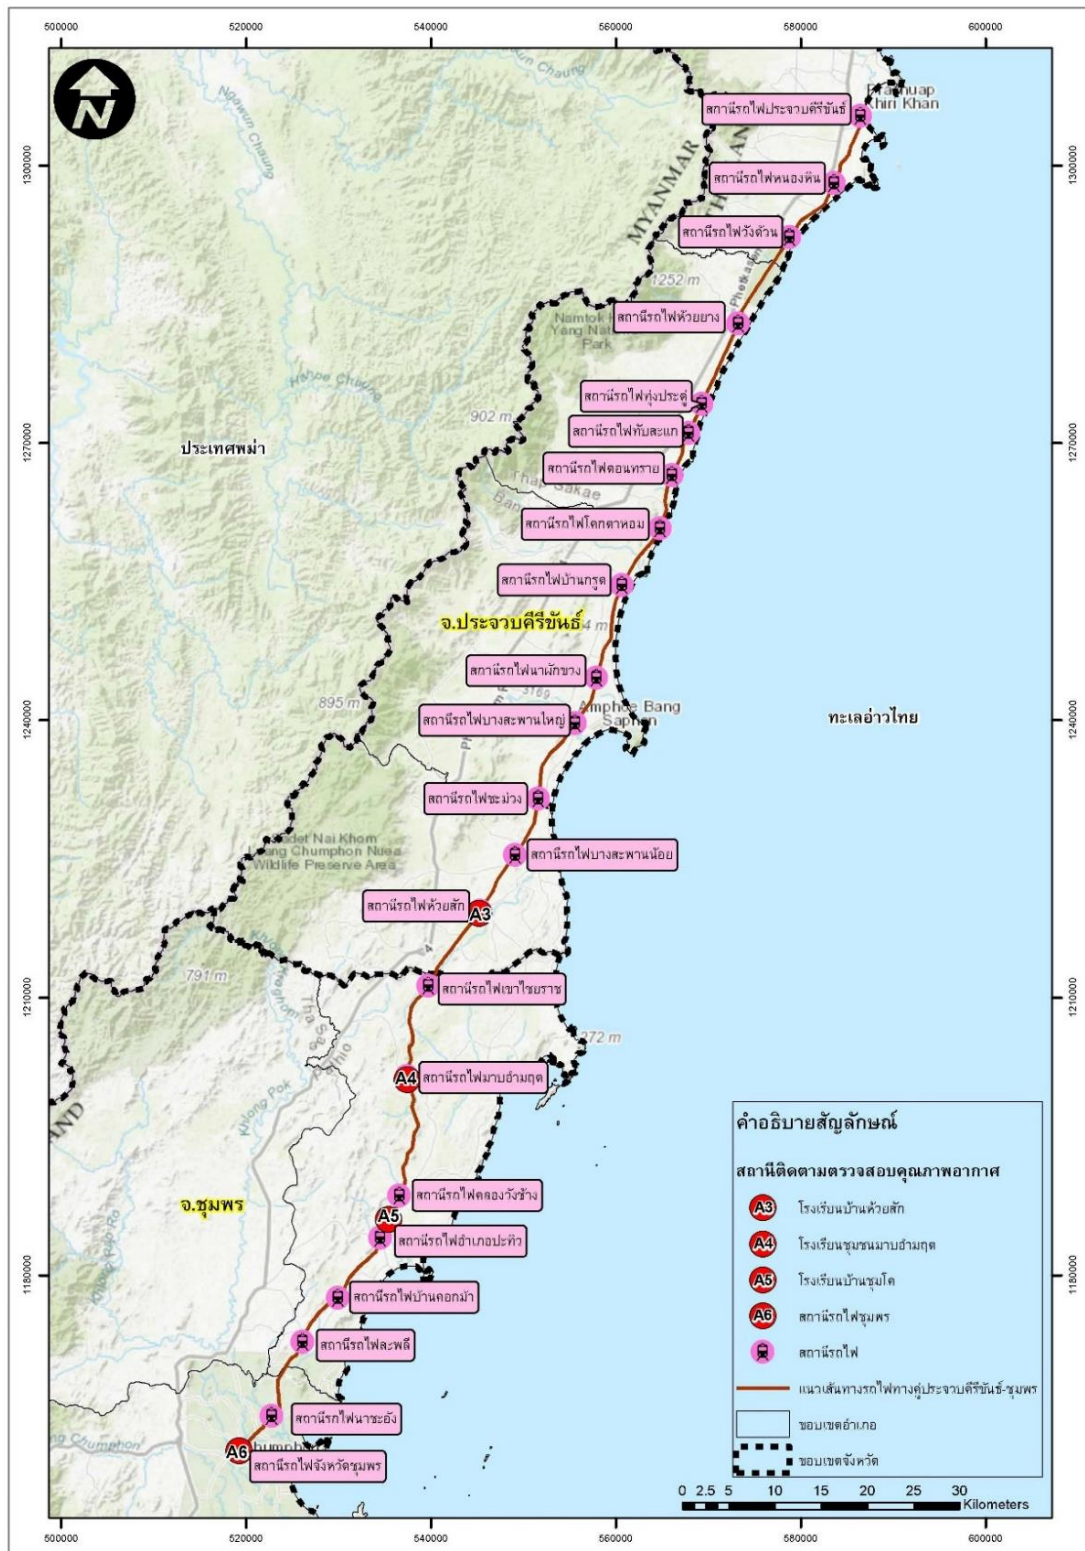 500000 520000 540000 560000 580000 600000
N
Prachuap
Khiri Khan
สถานีรถไฟประจวบคีรีขันธ์
1300000
1300000
สถานีรถไฟหนองหิน
MYANMAR
สถานีรถไฟวังด้วน
1252 m
สถานีรถไฟห้วยยาง
902 m
สถานีรถไฟทุ่งประดู่
สถานีรถไฟทับสะแก
1270000
1270000
ประเทศพม่า
สถานีรถไฟดอนทราย
Thap Sakae
สถานีรถไฟโคกตาหอม
สถานีรถไฟบ้านกรูด
จ.ประจวบคีรีขันธ์
สถานีรถไฟนาผักขวง
3169
895 m
Amphoe Bang
Saphan
สถานีรถไฟบางสะพานใหญ่
1240000
1240000
ทะเลอ่าวไทย
สถานีรถไฟชะม่วง
สถานีรถไฟบางสะพานน้อย
Wildlife Preserve Area
สถานีรถไฟห้วยสัก
A3
4
791 m
สถานีรถไฟเขาไชยราช
1210000
1210000
272 m
A4
สถานีรถไฟมาบอำมฤต
จ.ชุมพร
สถานีรถไฟคลองวังช้าง
A5
สถานีรถไฟอำเภอปะทิว
1180000
1180000
สถานีรถไฟบ้านคอกม้า
สถานีรถไฟละพลี
สถานีรถไฟนาชะอัง
A6
สถานีรถไฟจังหวัดชุมพร
คำอธิบายสัญลักษณ์
สถานีติดตามตรวจสอบคุณภาพอากาศ
A3 โรงเรียนบ้านห้วยสัก
A4 โรงเรียนชุมชนมาบอำมฤต
A5 โรงเรียนบ้านชุมโค
A6 สถานีรถไฟชุมพร
สถานีรถไฟ
แนวเส้นทางรถไฟทางคู่ประจวบคีรีขันธ์-ชุมพร
ขอบเขตอำเภอ
ขอบเขตจังหวัด
0 2.5 5 10 15 20 25 30
Kilometers
500000 520000 540000 560000 580000 600000